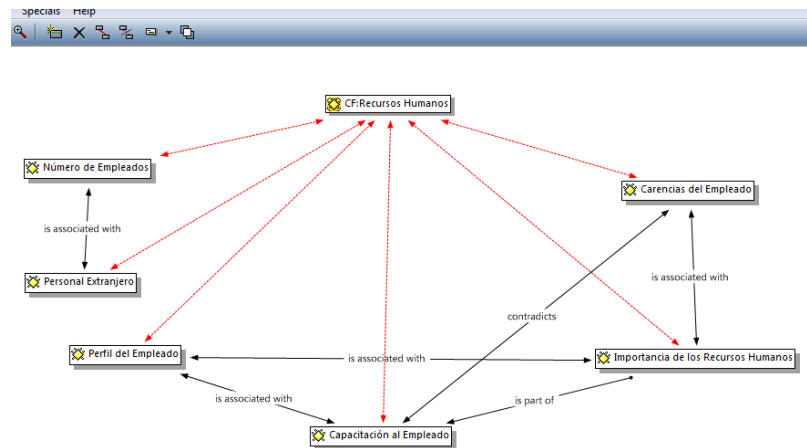 Specials Help
CF:Recursos Humanos
Número de Empleados
Carencias del Empleado
is associated with
is associated with
Personal Extranjero
contradicts
Perfil del Empleado
is associated with
Importancia de los Recursos Humanos
is associated with
is part of
Capacitación al Empleado